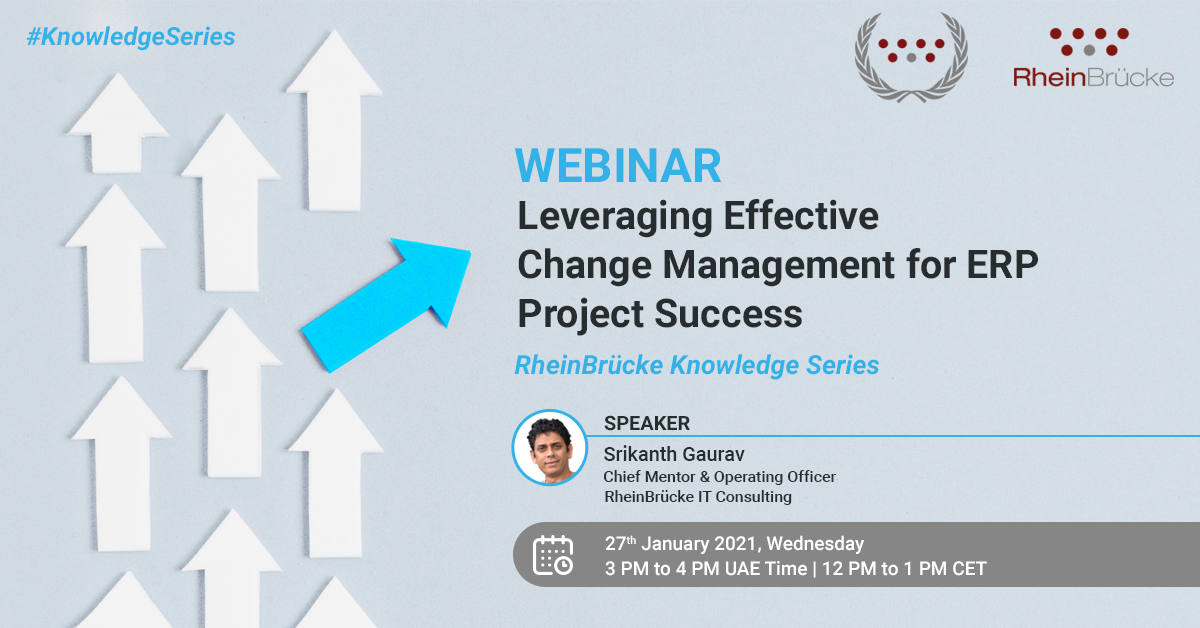 #KnowledgeSeries
RheinBrücke
WEBINAR
Leveraging Effective
Change Management for ERP
Project Success
RheinBrücke Knowledge Series
SPEAKER
Srikanth Gaurav
Chief Mentor & Operating Officer
RheinBrücke IT Consulting
27th January 2021, Wednesday
3 PM to 4 PM UAE Time | 12 PM to 1 PM CET